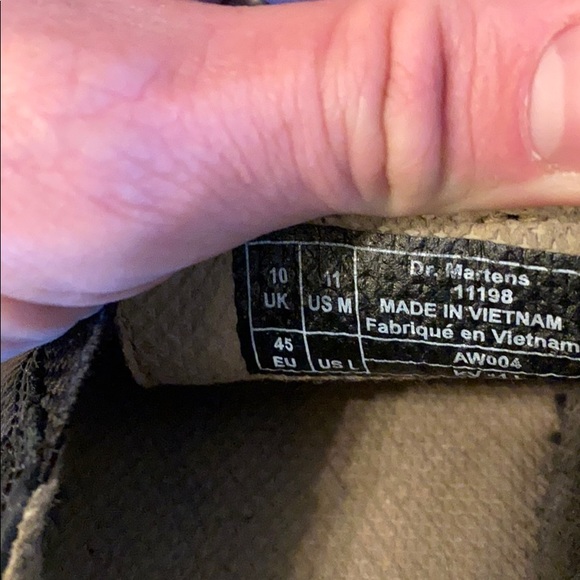 10 UK
11 US M
Dr. Martens
11198
MADE IN VIETNAM
Fabriqué en Vietnam
45 EU
US L
AW004